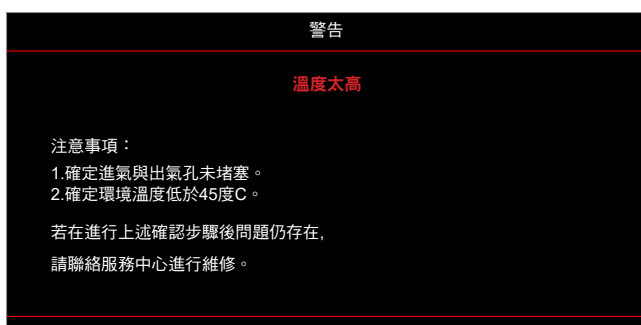 警告
溫度太高
注意事項：
1.確定進氣與出氣孔未堵塞。
2.確定環境溫度低於45度C。
若在進行上述確認步驟後問題仍存在,
請聯絡服務中心進行維修。